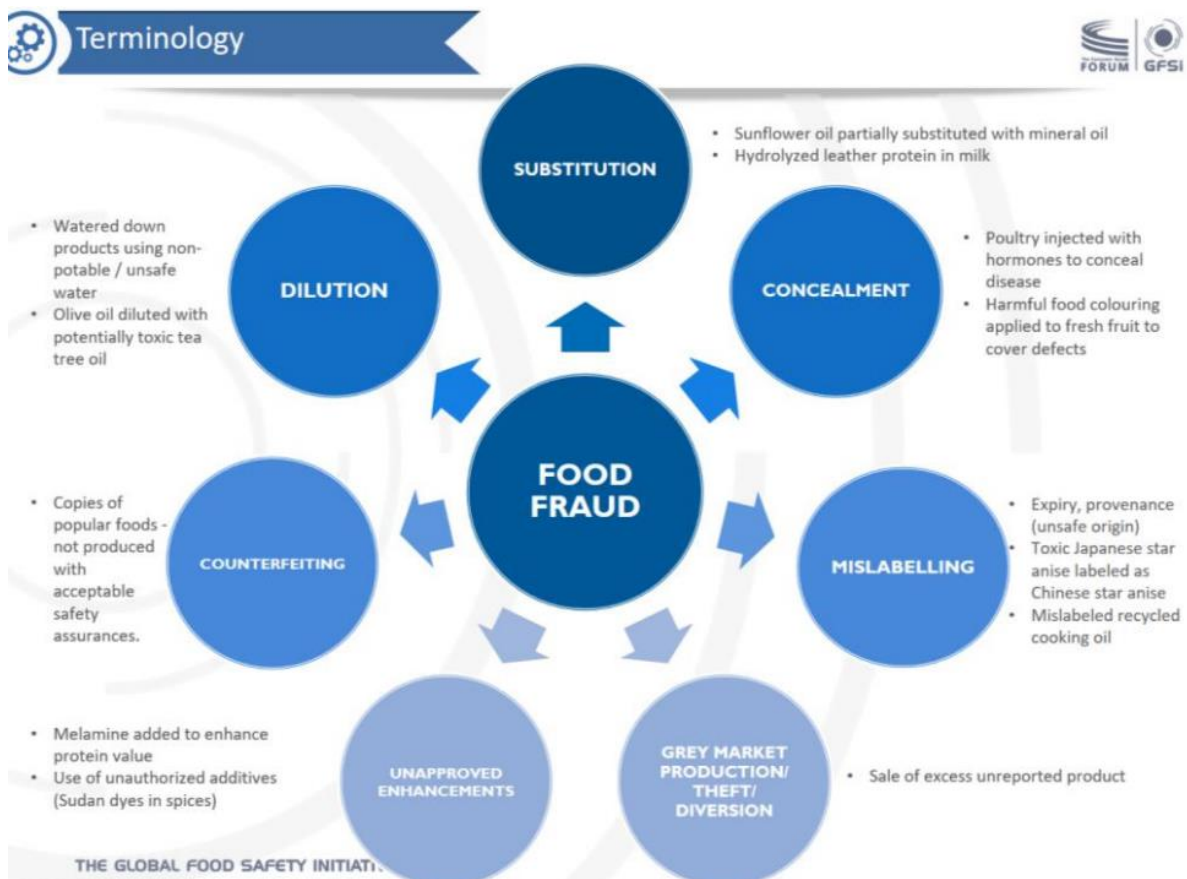 Terminology
FORUM
GFSI
SUBSTITUTION
• Sunflower oil partially substituted with mineral oil
• Hydrolyzed leather protein in milk
• Watered down
products using non-
potable / unsafe
water
• Olive oil diluted with
potentially toxic tea
tree oil
DILUTION
CONCEALMENT
• Poultry injected with
hormones to conceal
disease
• Harmful food colouring
applied to fresh fruit to
cover defects
FOOD
FRAUD
• Copies of
popular foods -
not produced
with
acceptable
safety
assurances.
COUNTERFEITING
MISLABELLING
• Expiry, provenance
(unsafe origin)
• Toxic Japanese star
anise labeled as
Chinese star anise
• Mislabeled recycled
cooking oil
• Melamine added to enhance
protein value
• Use of unauthorized additives
(Sudan dyes in spices)
UNAPPROVED
ENHANCEMENTS
GREY MARKET
PRODUCTION/
THEFT/
DIVERSION
• Sale of excess unreported product
THE GLOBAL FOOD SAFETY INITIATI